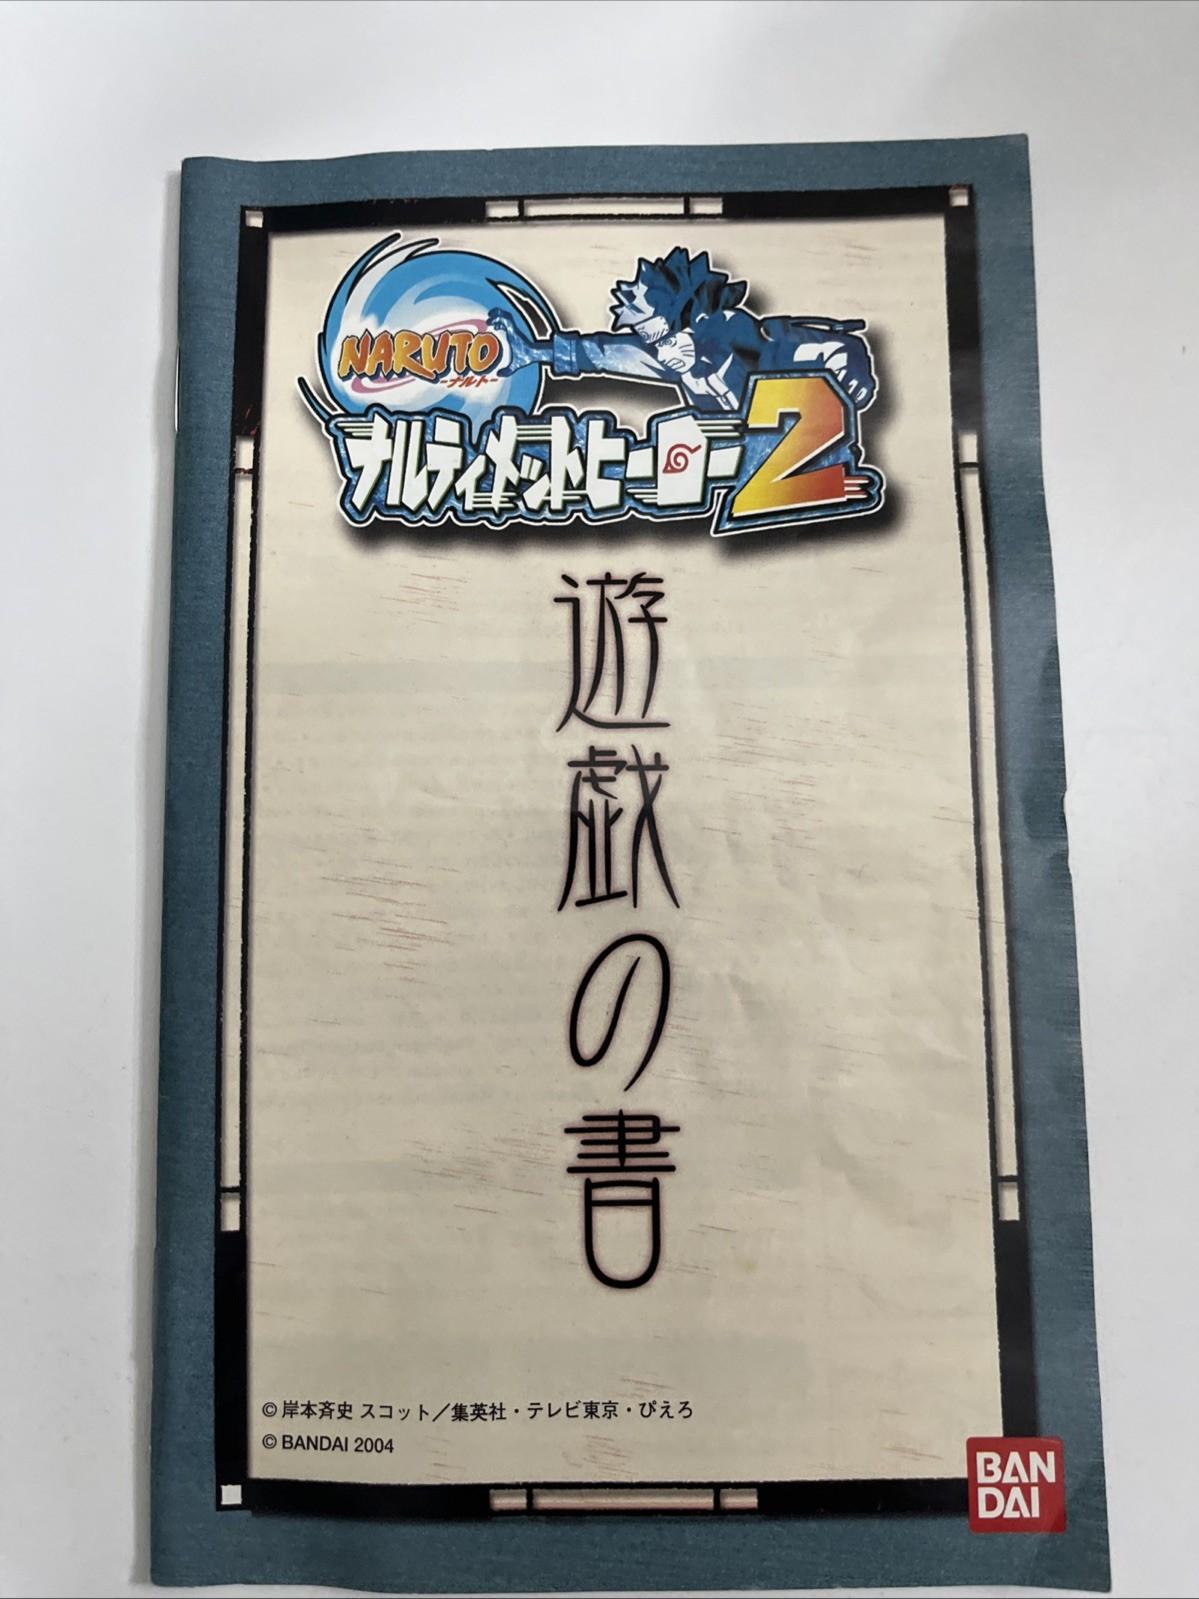 NARUTO
-ナルト-
ナルティメットヒーロー2
遊戯の書
© 岸本斉史 スコット／集英社・テレビ東京・ぴえろ
© BANDAI 2004
BAN
DAI